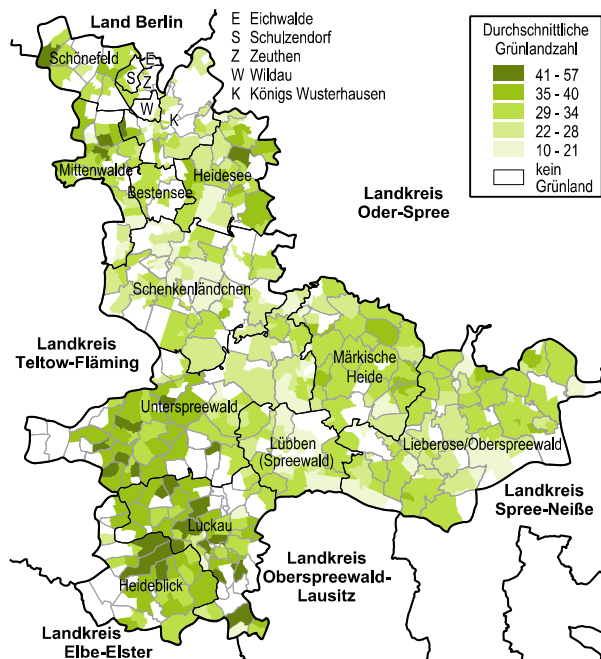 Land Berlin
E Eichwalde
S Schulzendorf
Z Zeuthen
W Wildau
K Königs Wusterhausen
Durchschnittliche
Grünlandzahl
41 - 57
35 - 40
29 - 34
22 - 28
10 - 21
kein
Grünland
Schönefeld
E
S
Z
W
K
Mittenwalde
Bestensee
Heidesee
Landkreis
Oder-Spree
Schenkenländchen
Landkreis
Teltow-Fläming
Märkische
Heide
Unterspreewald
Lübben
(Spreewald)
Lieberose/Oberspreewald
Landkreis
Spree-Neiße
Luckau
Landkreis
Oberspreewald-
Lausitz
Heideblick
Landkreis
Elbe-Elster